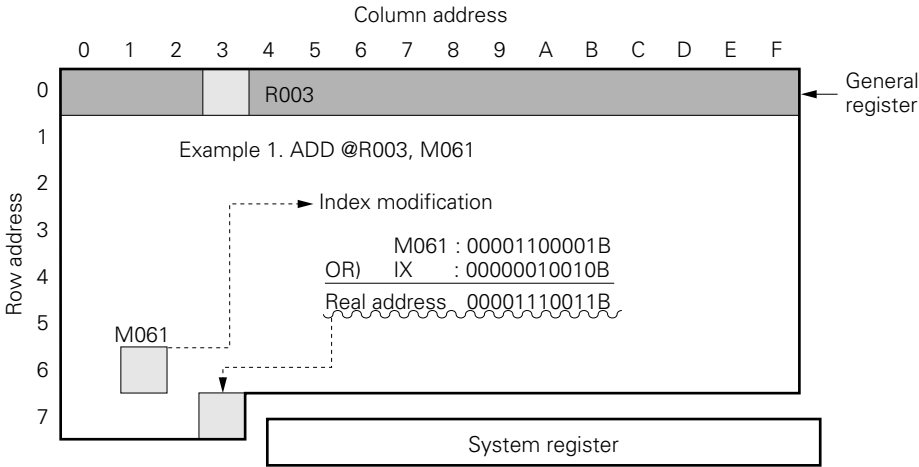 Column address
0 1 2 3 4 5 6 7 8 9 A B C D E F
0 R003 General register
1
Example 1. ADD @R003, M061
2
Index modification
3
Row address
M061 : 00001100001B
4 OR) IX : 00000010010B
Real address 00001110011B
5
M061
6
7
System register